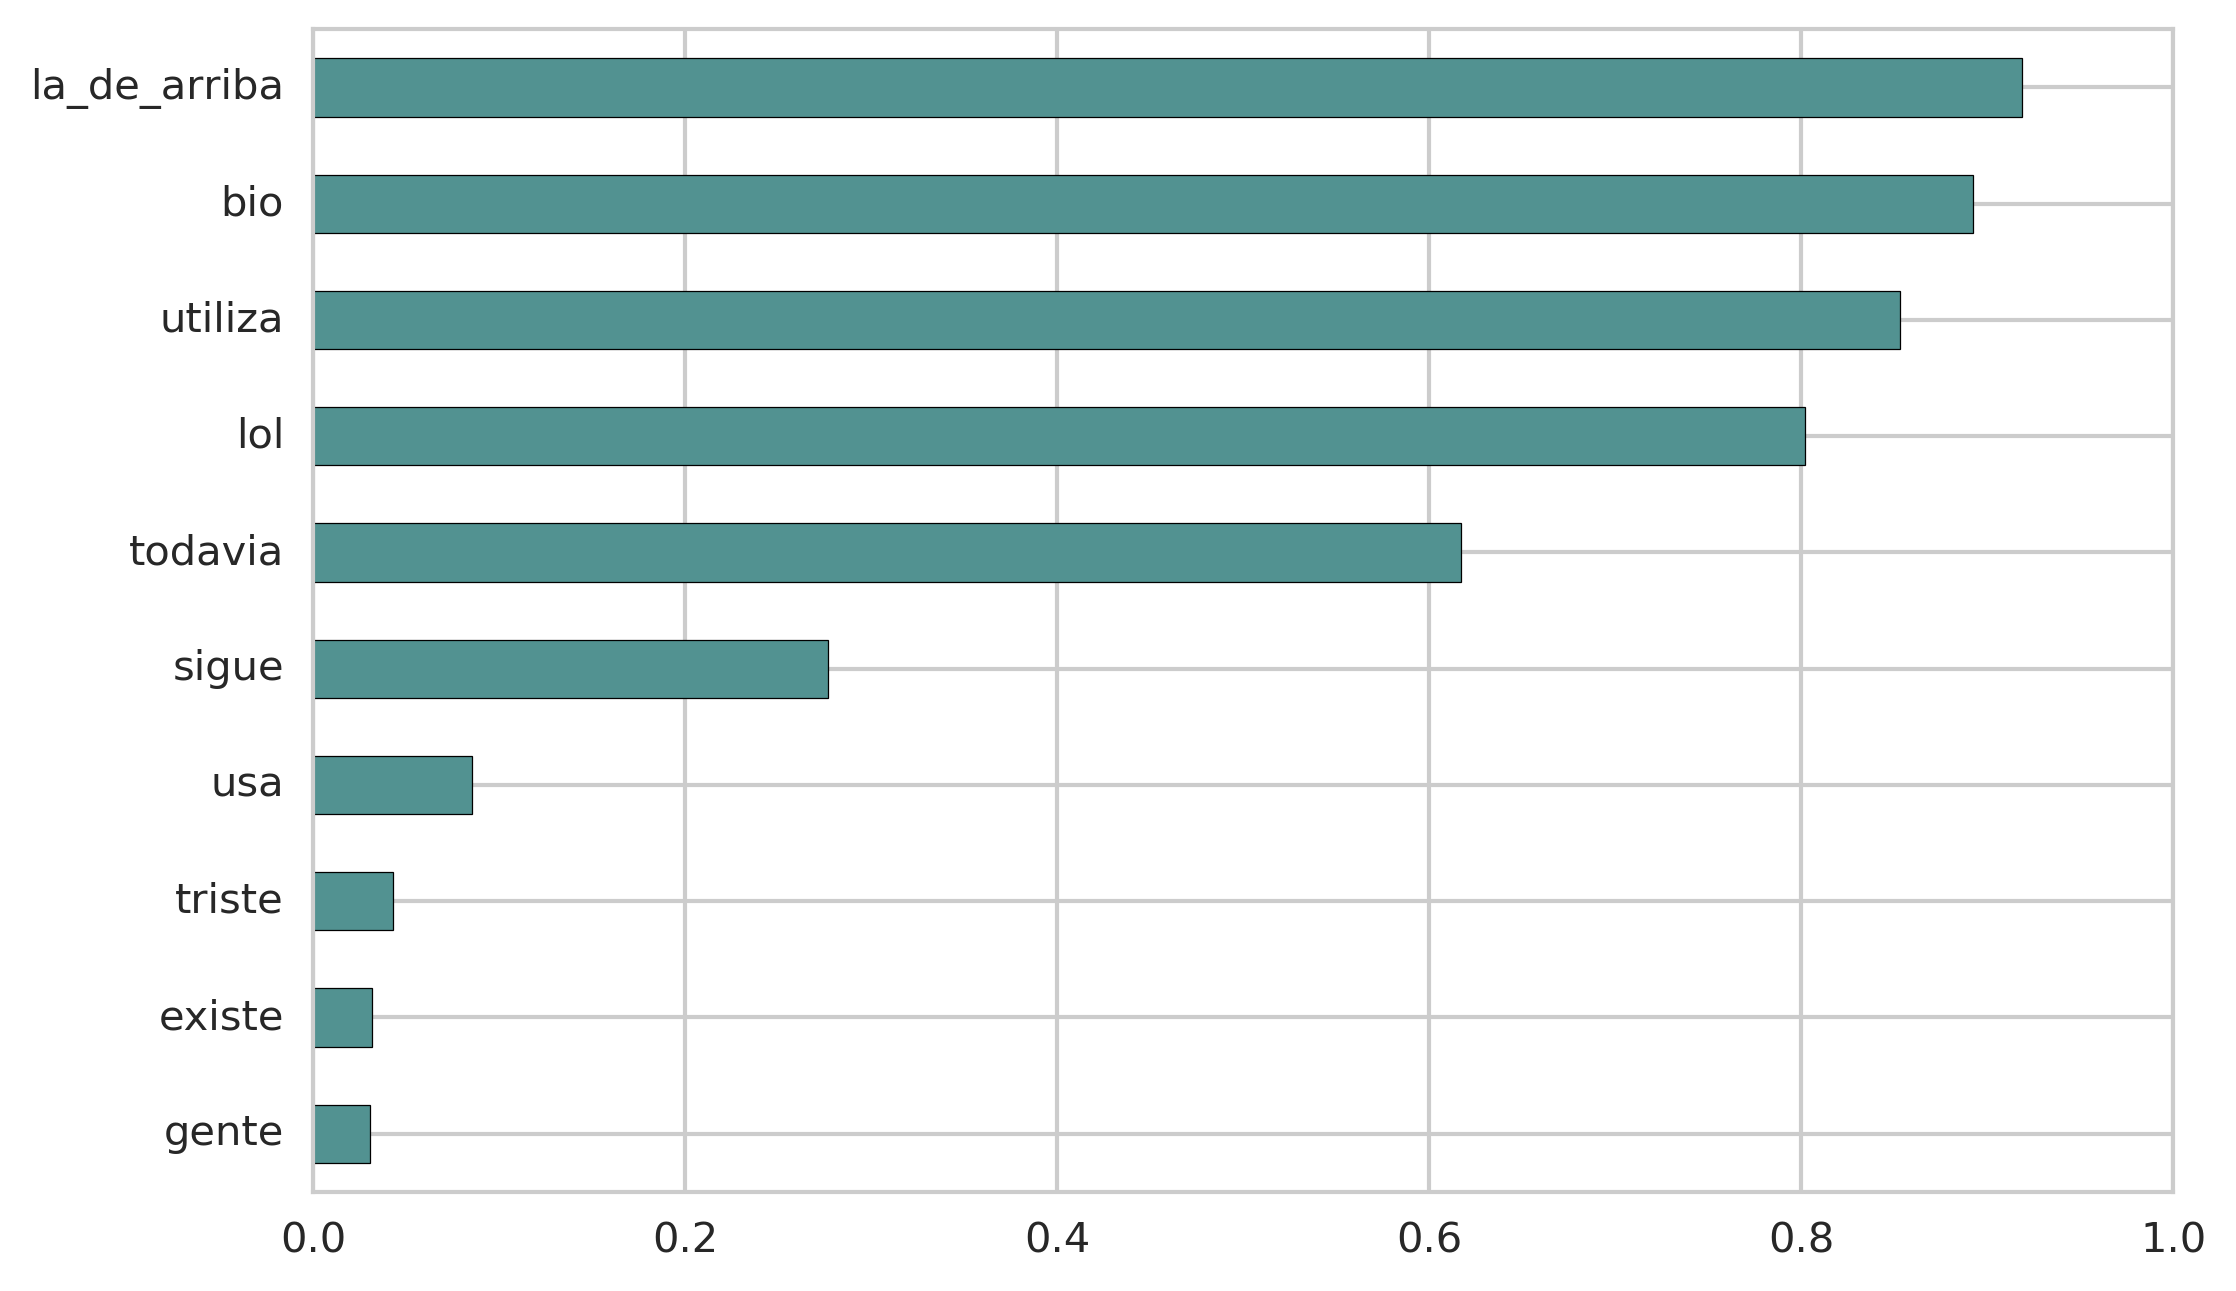 la_de_arriba
bio
utiliza
lol
todavia
sigue
usa
triste
existe
gente
0.0 0.2 0.4 0.6 0.8 1.0